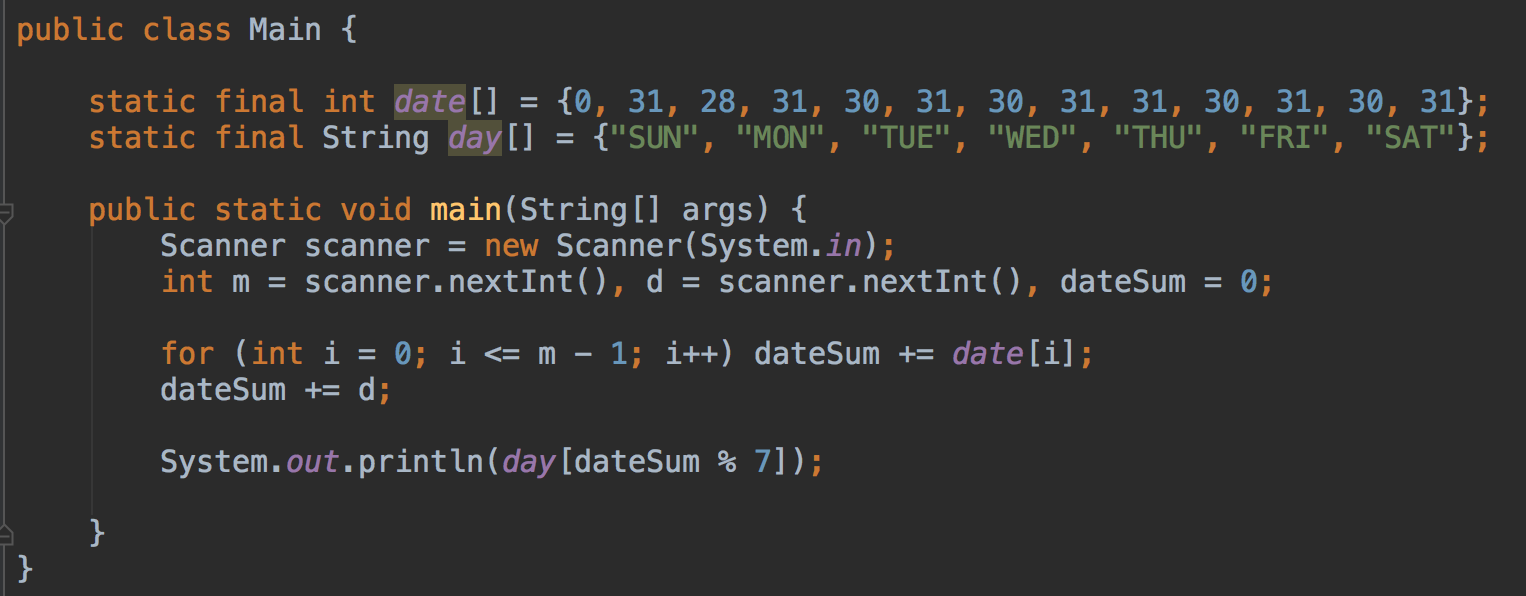 public class Main {
static final int date[] = {0, 31, 28, 31, 30, 31, 30, 31, 31, 30, 31, 30, 31};
static final String day[] = {"SUN", "MON", "TUE", "WED", "THU", "FRI", "SAT"};
public static void main(String[] args) {
Scanner scanner = new Scanner(System.in);
int m = scanner.nextInt(), d = scanner.nextInt(), dateSum = 0;
for (int i = 0; i <= m - 1; i++) dateSum += date[i];
dateSum += d;
System.out.println(day[dateSum % 7]);
}
}